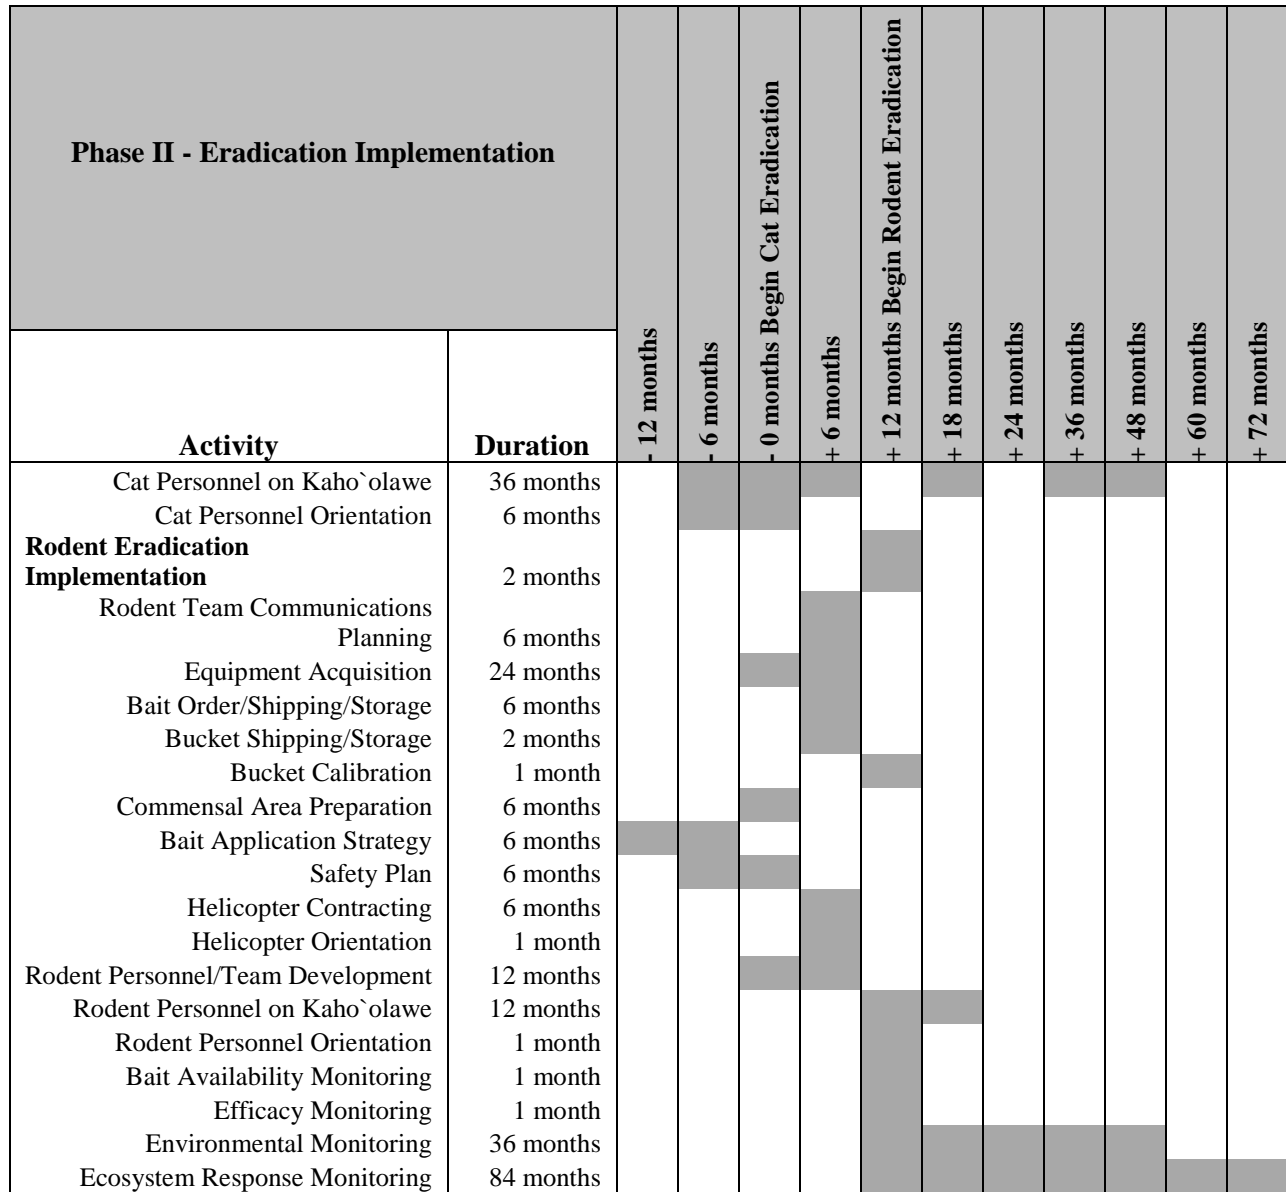 Phase II - Eradication Implementation
Activity
Duration
- 12 months
- 6 months
- 0 months Begin Cat Eradication
+ 6 months
+ 12 months Begin Rodent Eradication
+ 18 months
+ 24 months
+ 36 months
+ 48 months
+ 60 months
+ 72 months
Cat Personnel on Kaho`olawe 36 months
Cat Personnel Orientation 6 months
Rodent Eradication
Implementation 2 months
Rodent Team Communications
Planning 6 months
Equipment Acquisition 24 months
Bait Order/Shipping/Storage 6 months
Bucket Shipping/Storage 2 months
Bucket Calibration 1 month
Commensal Area Preparation 6 months
Bait Application Strategy 6 months
Safety Plan 6 months
Helicopter Contracting 6 months
Helicopter Orientation 1 month
Rodent Personnel/Team Development 12 months
Rodent Personnel on Kaho`olawe 12 months
Rodent Personnel Orientation 1 month
Bait Availability Monitoring 1 month
Efficacy Monitoring 1 month
Environmental Monitoring 36 months
Ecosystem Response Monitoring 84 months